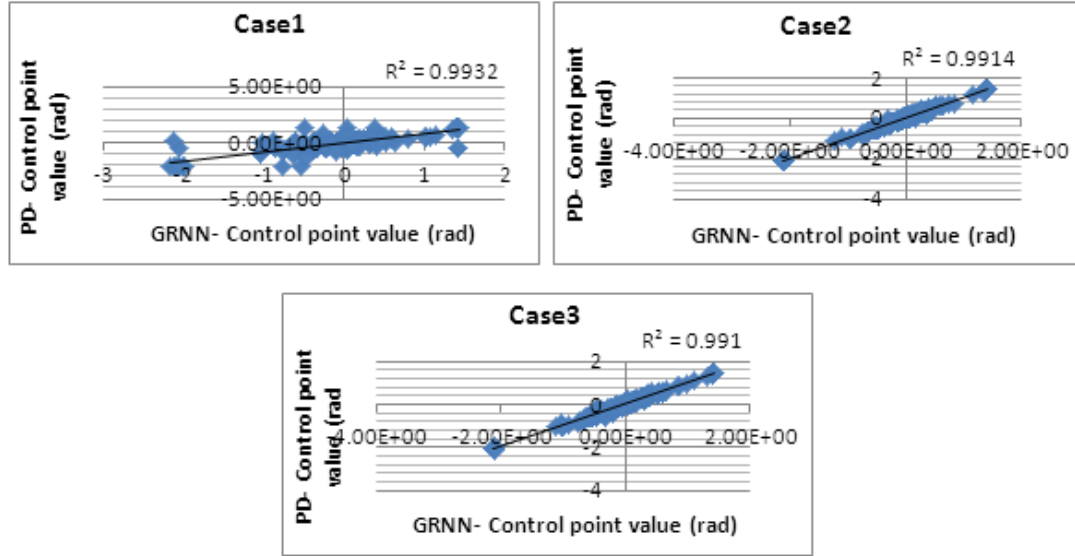 Case1
R² = 0.9932
PD- Control point
value (rad)
5.00E+00
0.00E+00
-5.00E+00
-3
-2
-1
0
1
2
GRNN- Control point value (rad)
Case2
R² = 0.9914
PD- Control point
value (rad)
2
0
-2
-4
-4.00E+00
-2.00E+00
0.00E+00
2.00E+00
GRNN- Control point value (rad)
Case3
R² = 0.991
PD- Control point
value (rad
2
0
-2
-4
-4.00E+00
-2.00E+00
0.00E+00
2.00E+00
GRNN- Control point value (rad)